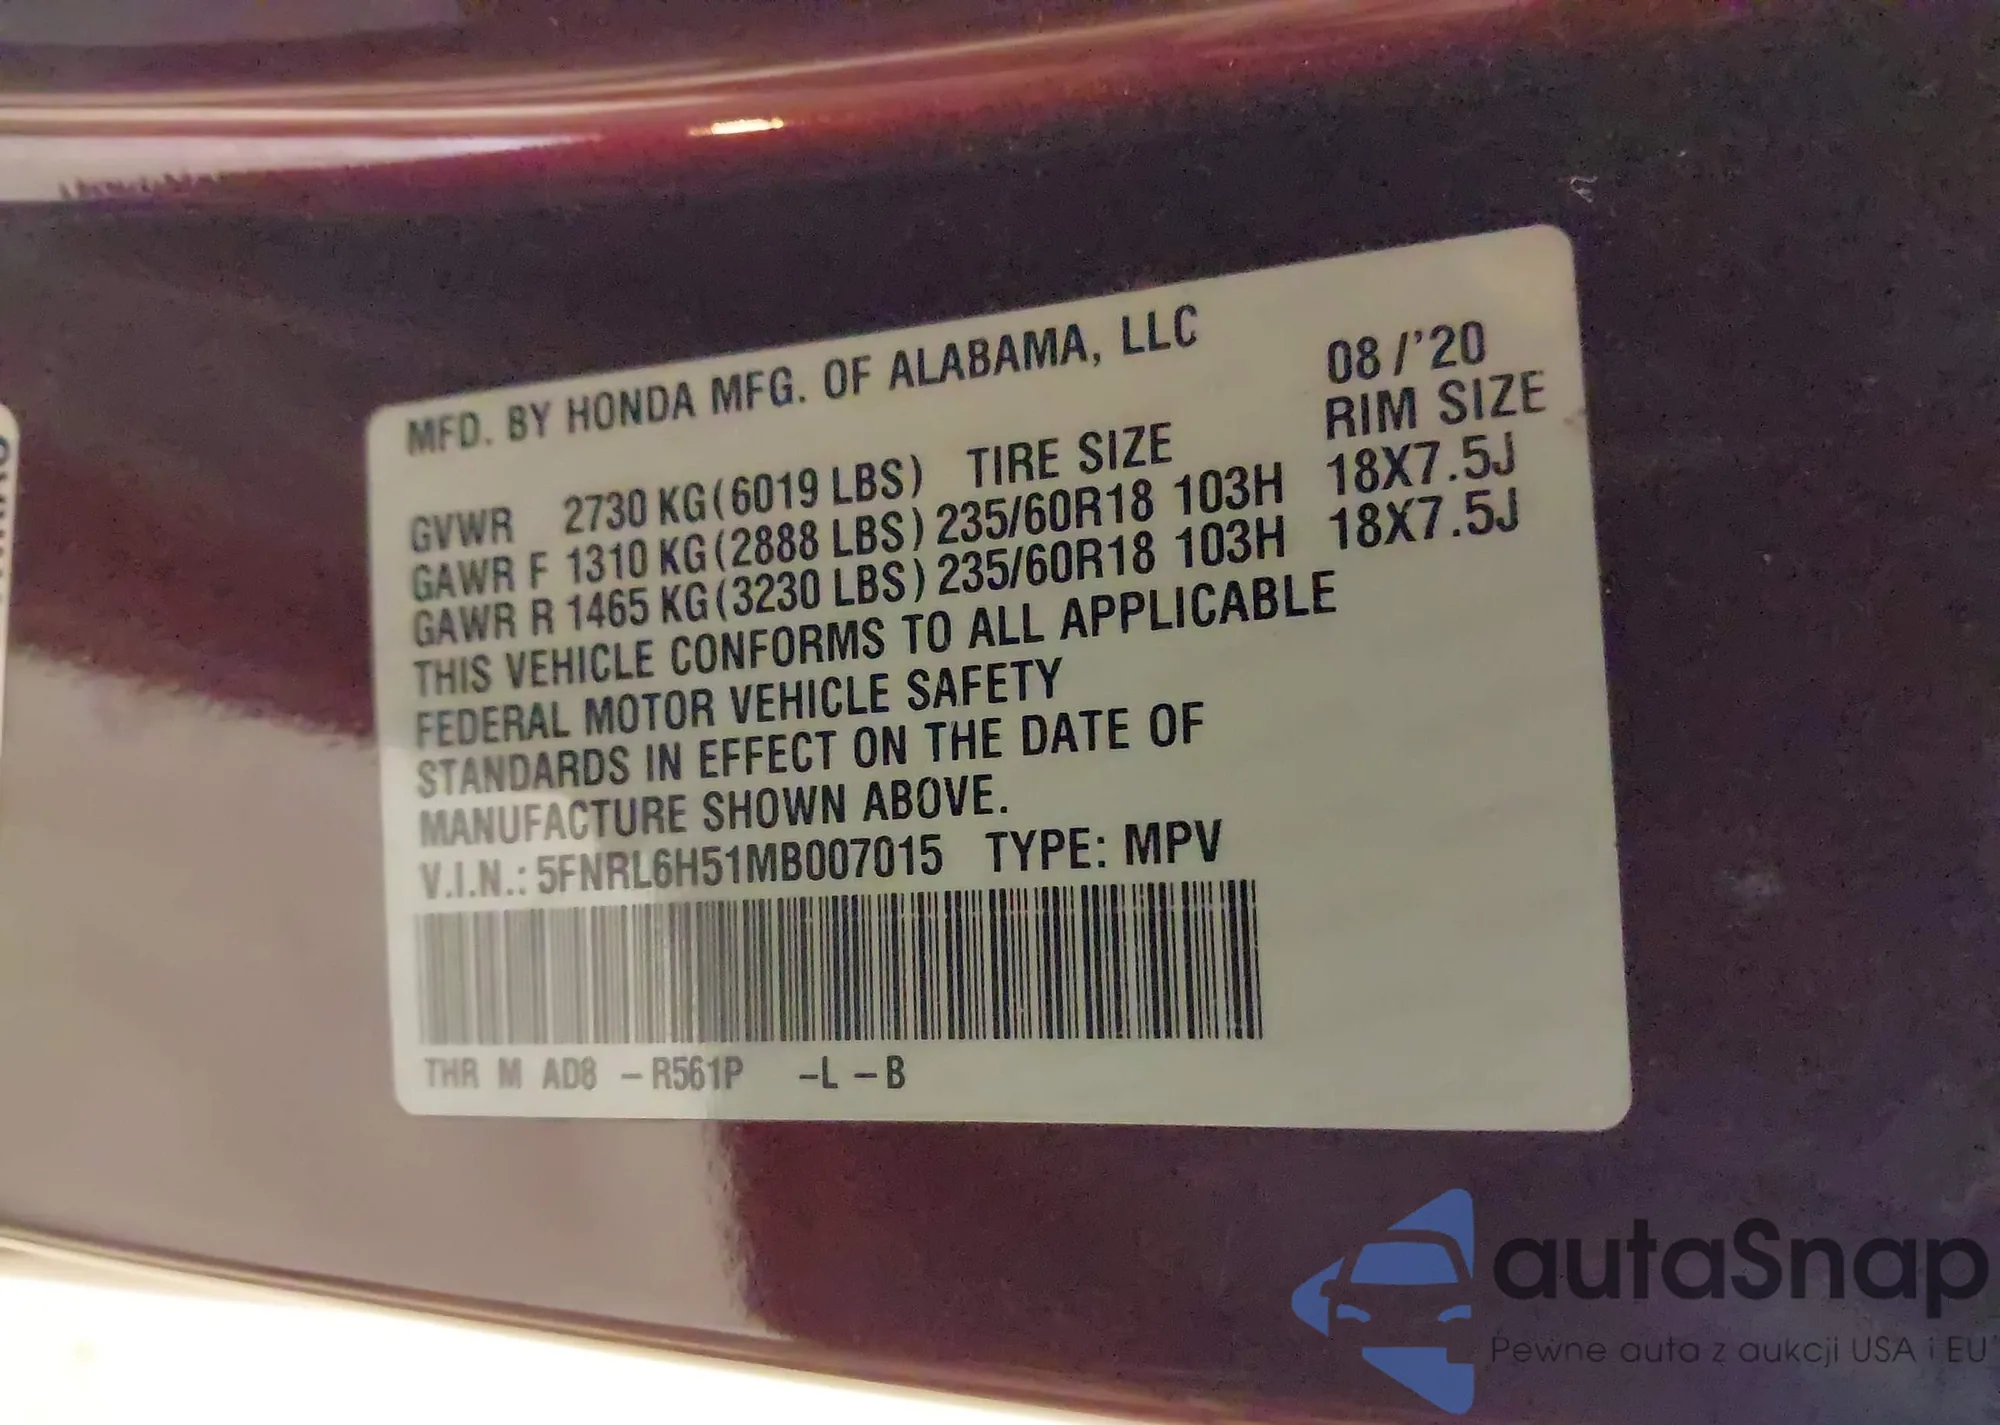 MFD. BY HONDA MFG. OF ALABAMA, LLC 08/'20
GVWR 2730 KG(6019 LBS) TIRE SIZE RIM SIZE
GAWR F 1310 KG(2888 LBS) 235/60R18 103H 18X7.5J
GAWR R 1465 KG(3230 LBS) 235/60R18 103H 18X7.5J
THIS VEHICLE CONFORMS TO ALL APPLICABLE
FEDERAL MOTOR VEHICLE SAFETY
STANDARDS IN EFFECT ON THE DATE OF
MANUFACTURE SHOWN ABOVE.
V.I.N.: 5FNRL6H51MB007015 TYPE: MPV
THR M AD8 -R561P -L -B
autaSnap
Pewne auta z aukcji USA i EU